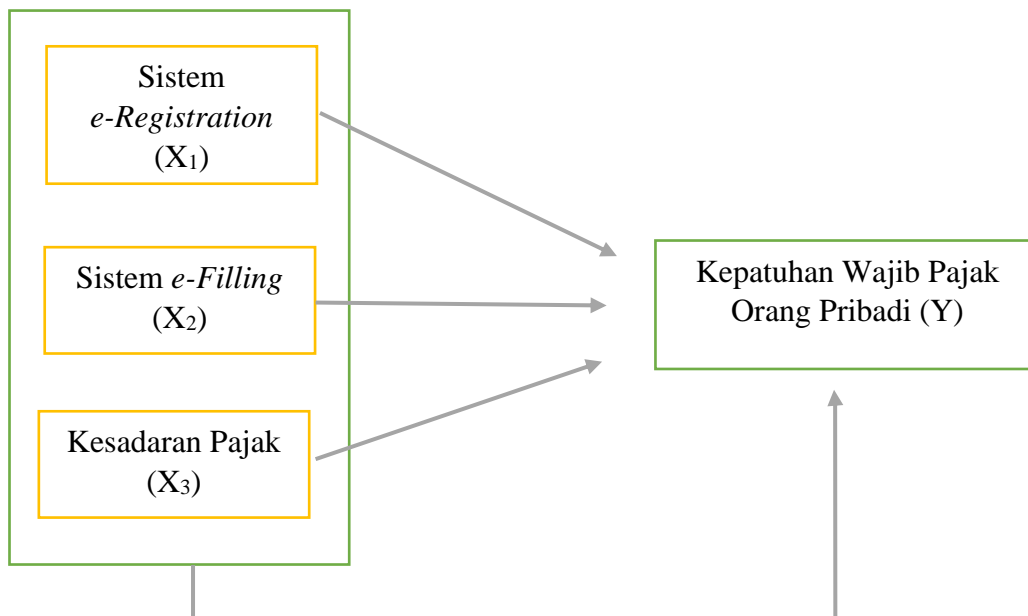 Sistem
e-Registration
(X₁)
Sistem e-Filling
(X₂)
Kesadaran Pajak
(X₃)
Kepatuhan Wajib Pajak
Orang Pribadi (Y)